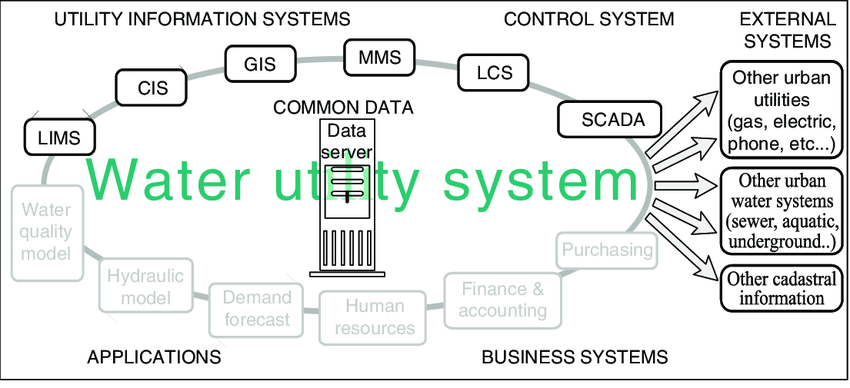 UTILITY INFORMATION SYSTEMS
CONTROL SYSTEM
EXTERNAL
SYSTEMS
LIMS
CIS
GIS
MMS
LCS
SCADA
COMMON DATA
Data
server
Water utility system
Other urban
utilities
(gas, electric,
phone, etc...)
Other urban
water systems
(sewer, aquatic,
underground..)
Other cadastral
information
Water
quality
model
Hydraulic
model
Demand
forecast
Human
resources
Finance &
accounting
Purchasing
APPLICATIONS
BUSINESS SYSTEMS